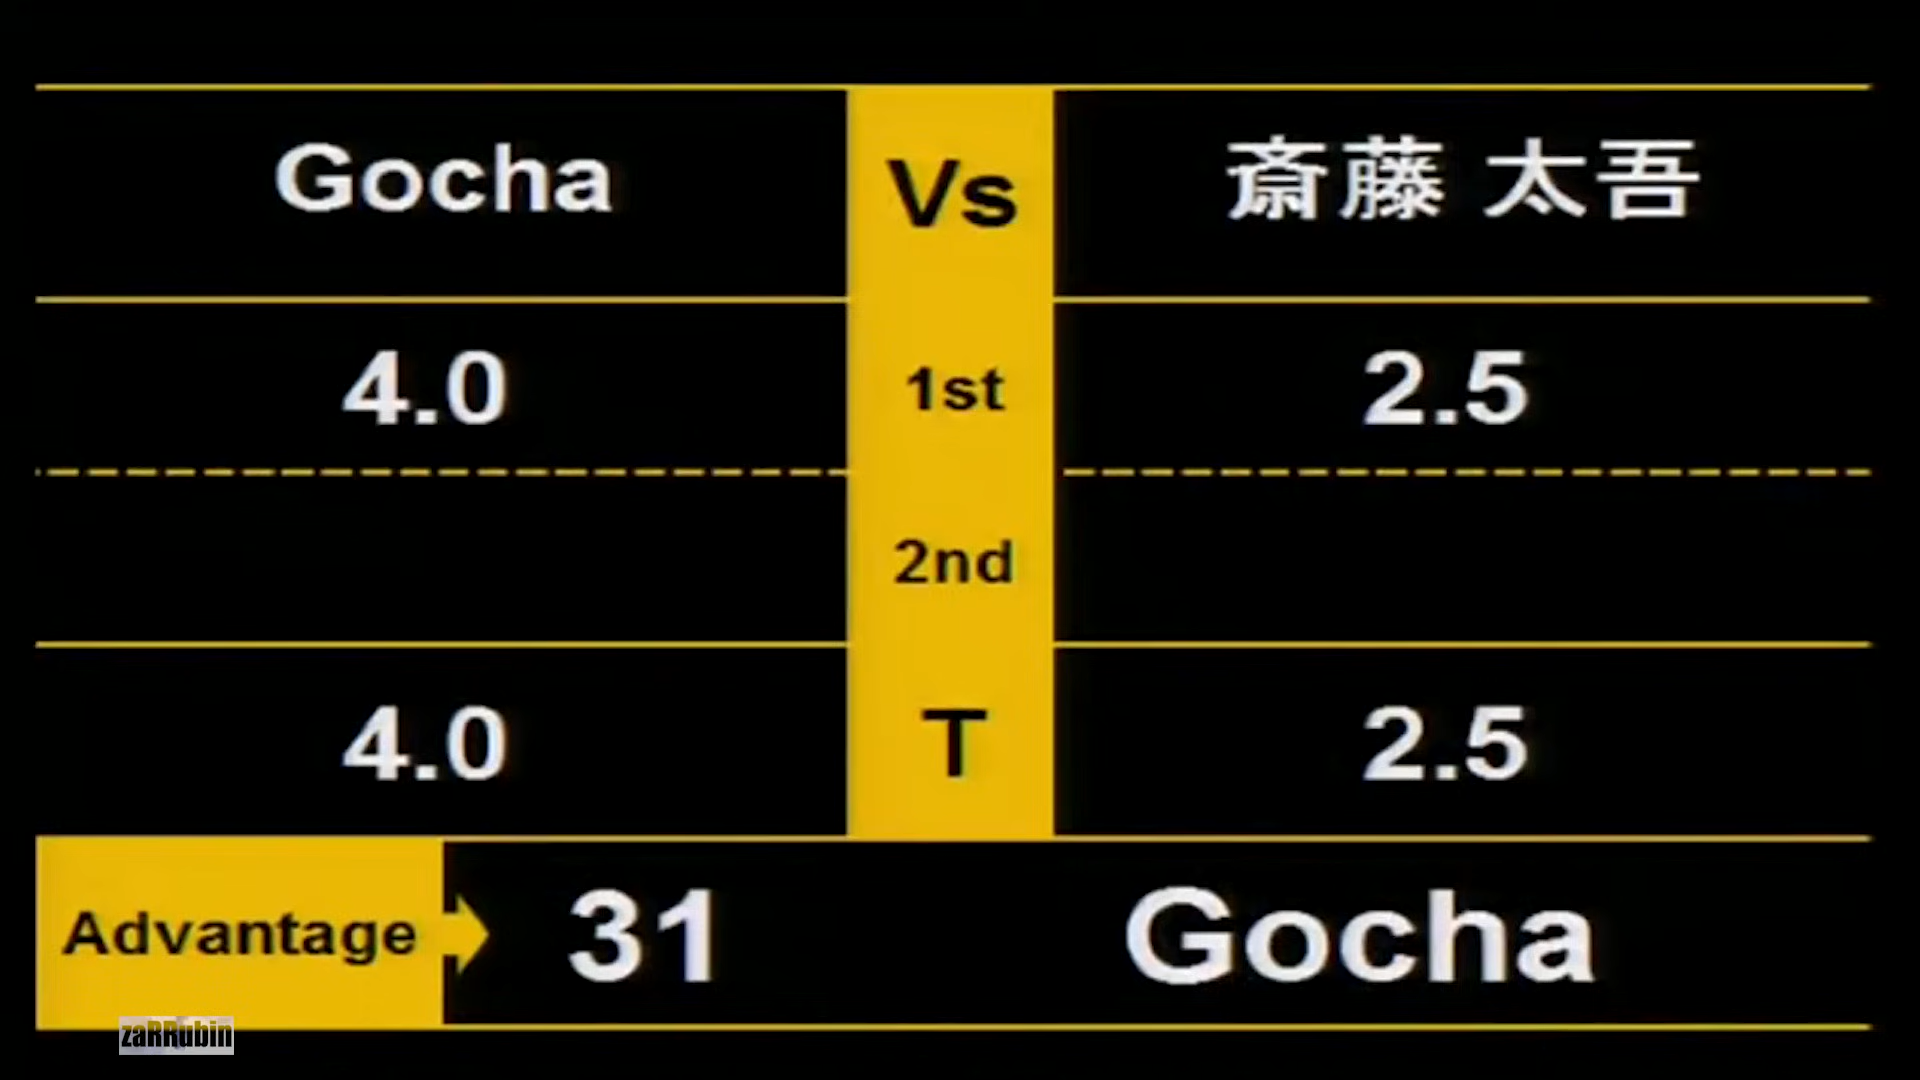 Gocha Vs 斎藤 太吾
4.0 1st 2.5
2nd
4.0 T 2.5
Advantage 31 Gocha
zaRRubin